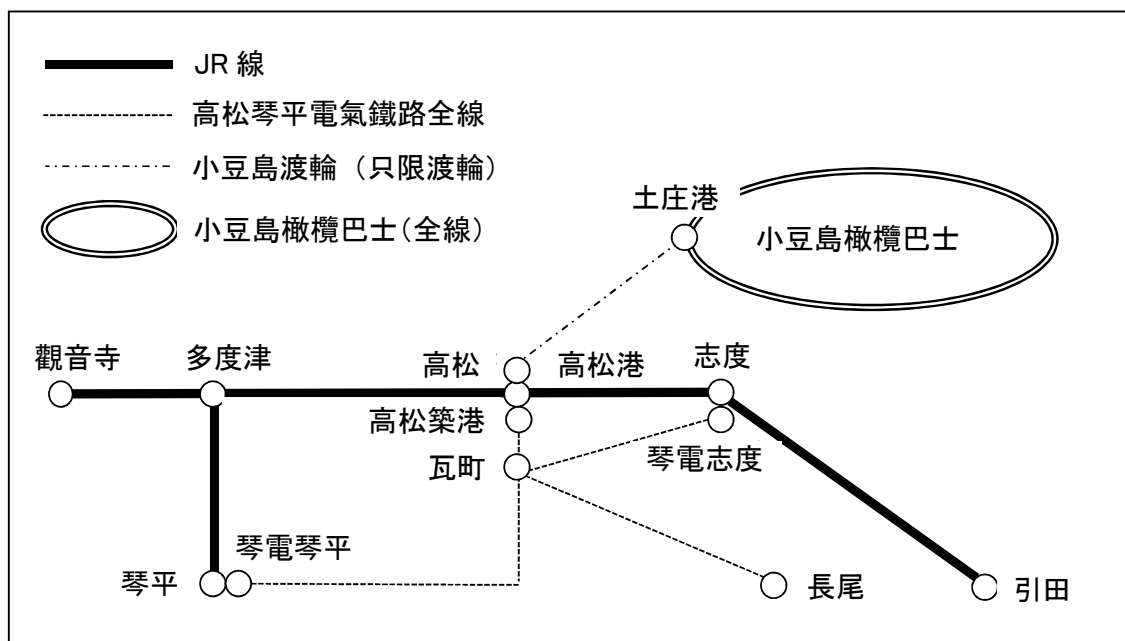 JR 線
高松琴平電氣鐵路全線
小豆島渡輪（只限渡輪）
小豆島橄欖巴士(全線)
土庄港
小豆島橄欖巴士
觀音寺
多度津
高松
高松港
志度
高松築港
瓦町
琴電志度
琴電琴平
琴平
長尾
引田